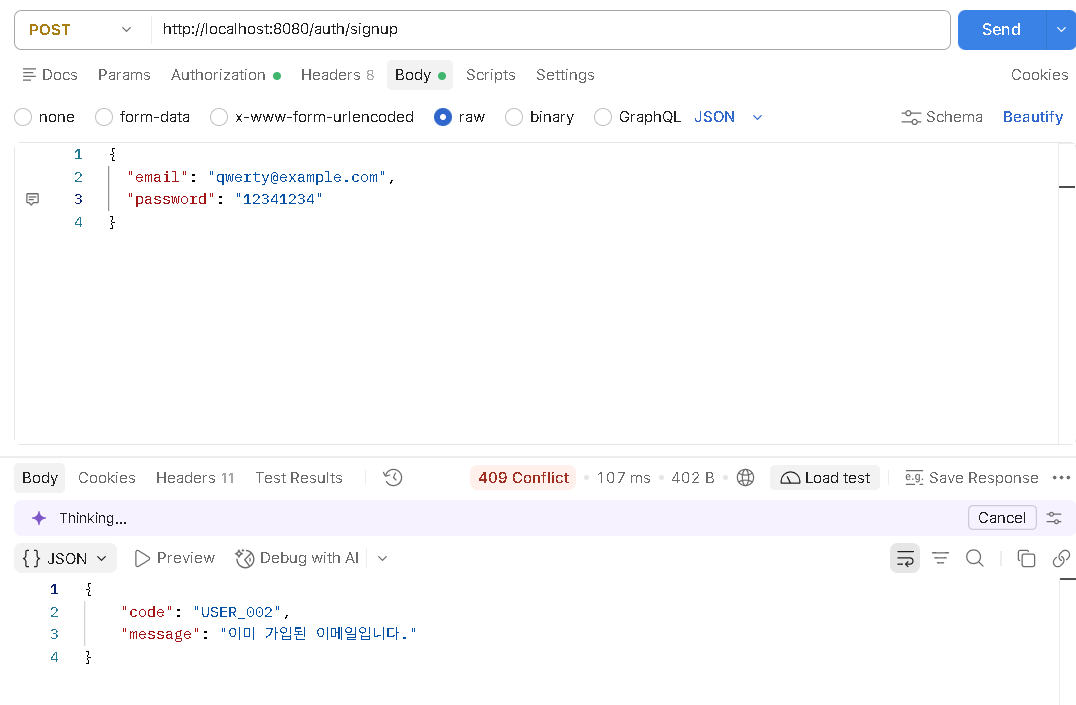 POST http://localhost:8080/auth/signup Send
Docs Params Authorization Headers 8 Body Scripts Settings Cookies
none form-data x-www-form-urlencoded raw binary GraphQL JSON Schema Beautify
1 {
2 "email": "qwerty@example.com",
3 "password": "12341234"
4 }
Body Cookies Headers 11 Test Results 409 Conflict 107 ms 402 B Load test e.g. Save Response
Thinking... Cancel
{} JSON Preview Debug with AI
1 {
2 "code": "USER_002",
3 "message": "이미 가입된 이메일입니다."
4 }